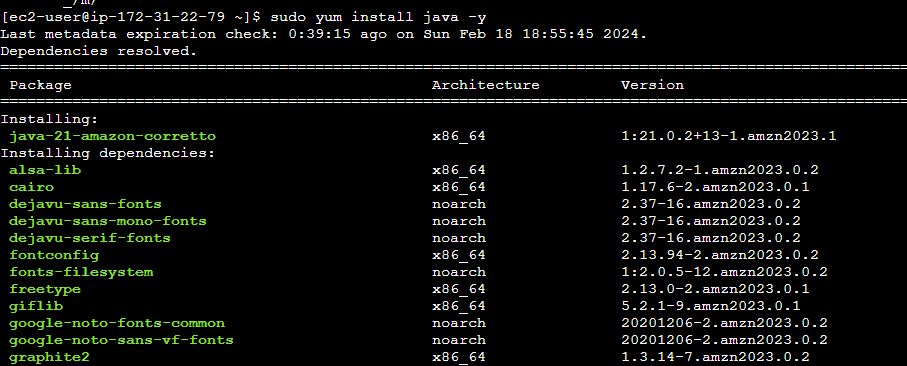 _/m/
[ec2-user@ip-172-31-22-79 ~]$ sudo yum install java -y
Last metadata expiration check: 0:39:15 ago on Sun Feb 18 18:55:45 2024.
Dependencies resolved.
Package Architecture Version
Installing:
java-21-amazon-corretto x86_64 1:21.0.2+13-1.amzn2023.1
Installing dependencies:
alsa-lib x86_64 1.2.7.2-1.amzn2023.0.2
cairo x86_64 1.17.6-2.amzn2023.0.1
dejavu-sans-fonts noarch 2.37-16.amzn2023.0.2
dejavu-sans-mono-fonts noarch 2.37-16.amzn2023.0.2
dejavu-serif-fonts noarch 2.37-16.amzn2023.0.2
fontconfig x86_64 2.13.94-2.amzn2023.0.2
fonts-filesystem noarch 1:2.0.5-12.amzn2023.0.2
freetype x86_64 2.13.0-2.amzn2023.0.1
giflib x86_64 5.2.1-9.amzn2023.0.1
google-noto-fonts-common noarch 20201206-2.amzn2023.0.2
google-noto-sans-vf-fonts noarch 20201206-2.amzn2023.0.2
graphite2 x86_64 1.3.14-7.amzn2023.0.2